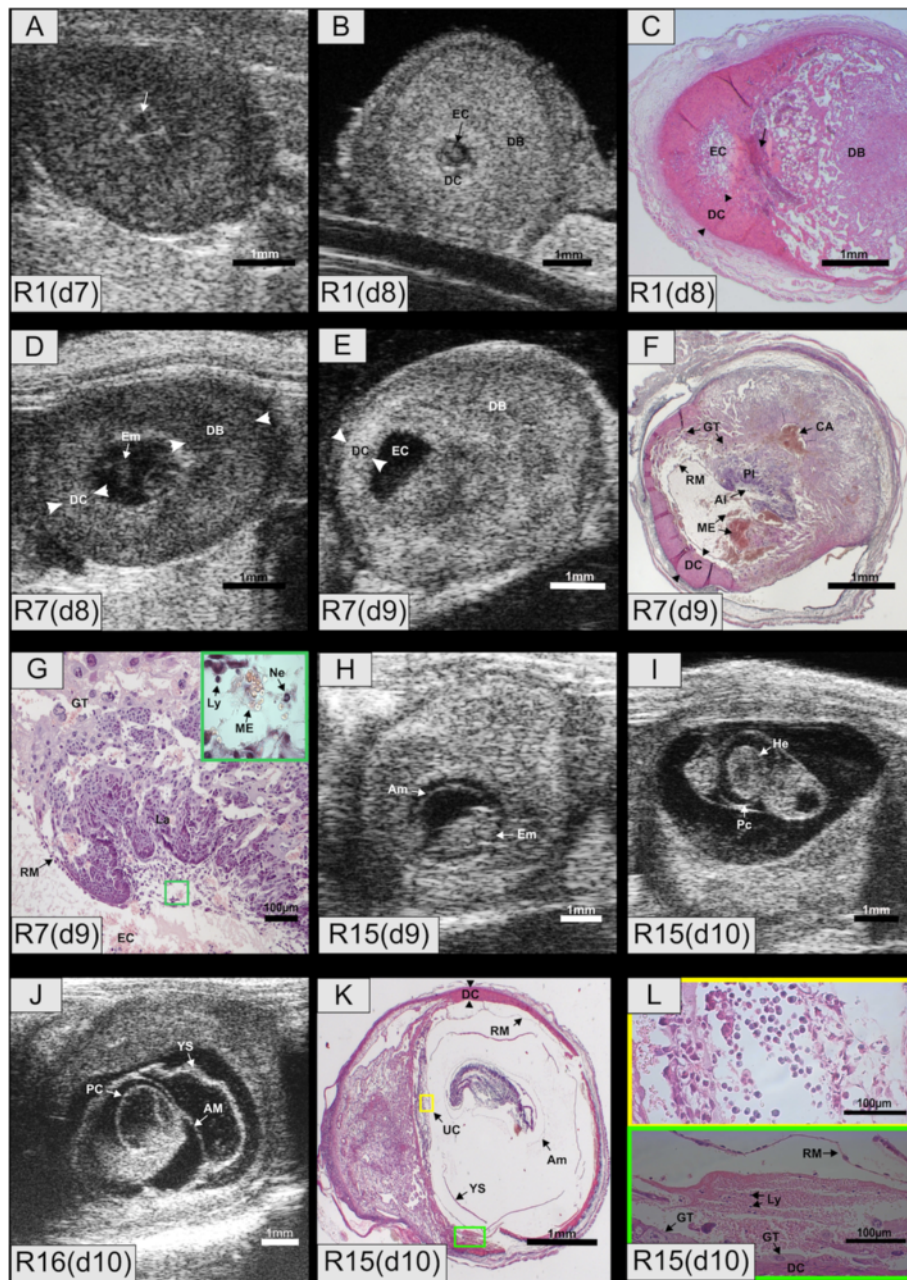 A
1mm
R1(d7)
B
EC
DB
DC
1mm
R1(d8)
C
EC
DB
DC
1mm
R1(d8)
D
Em
DB
DC
1mm
R7(d8)
E
DB
DC
EC
1mm
R7(d9)
F
GT
CA
RM
Pl
Al
ME
DC
1mm
R7(d9)
G
GT
Ne
Ly
ME
La
RM
100µm
EC
R7(d9)
H
Am
Em
1mm
R15(d9)
I
He
Pc
1mm
R15(d10)
J
YS
PC
AM
1mm
R16(d10)
K
DC
RM
UC
Am
YS
1mm
R15(d10)
L
100µm
RM
Ly
GT
100µm
GT
DC
R15(d10)